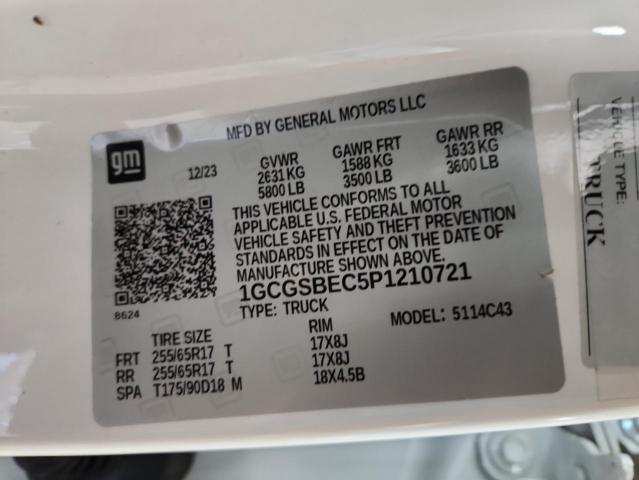 MFD BY GENERAL MOTORS LLC
gm
12/23
GVWR GAWR FRT GAWR RR
2631 KG 1588 KG 1633 KG
5800 LB 3500 LB 3600 LB
THIS VEHICLE CONFORMS TO ALL
APPLICABLE U.S. FEDERAL MOTOR
VEHICLE SAFETY AND THEFT PREVENTION
STANDARDS IN EFFECT ON THE DATE OF
MANUFACTURE SHOWN ABOVE.
1GCGSBEC5P1210721
8624
TYPE: TRUCK MODEL: 5114C43
TIRE SIZE RIM
FRT 255/65R17 T 17X8J
RR 255/65R17 T 17X8J
SPA T175/90D18 M 18X4.5B
VEHICLE TYPE:
TRUCK